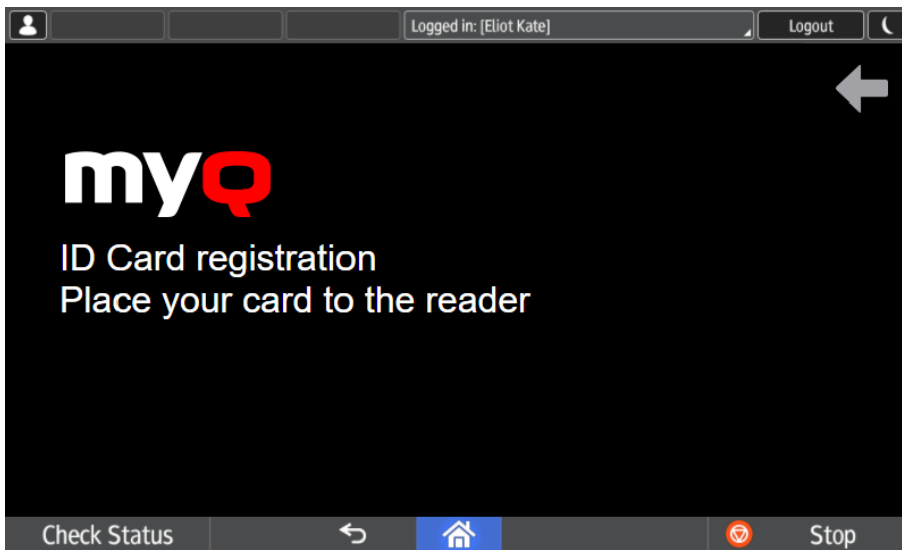 Logged in: [Eliot Kate]
Logout
myQ
ID Card registration
Place your card to the reader
Check Status
Stop